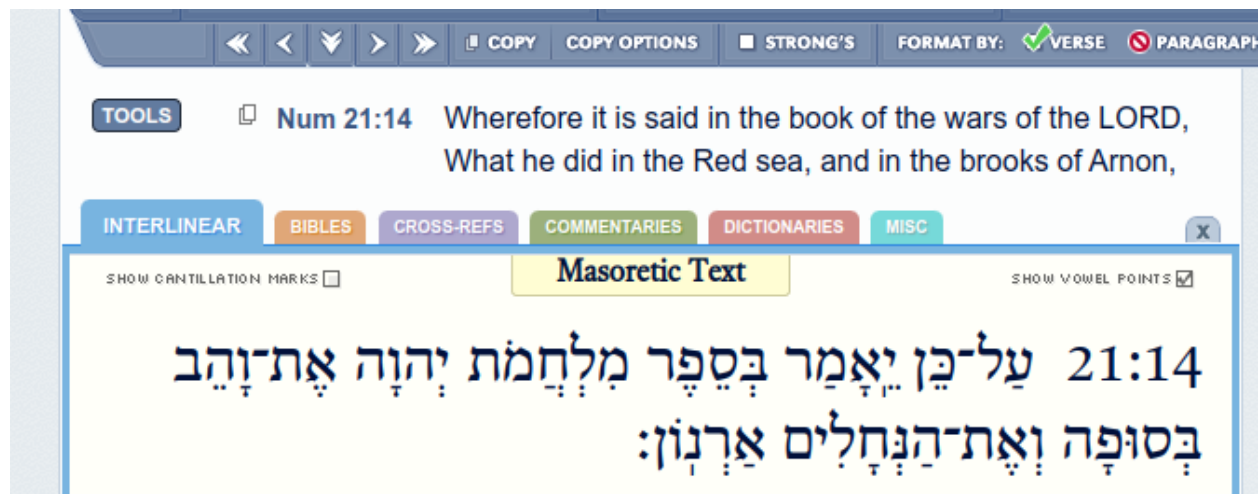 COPY COPY OPTIONS STRONG'S FORMAT BY: VERSE PARAGRAPH
TOOLS Num 21:14 Wherefore it is said in the book of the wars of the LORD,
What he did in the Red sea, and in the brooks of Arnon,
INTERLINEAR BIBLES CROSS-REFS COMMENTARIES DICTIONARIES MISC X
SHOW CANTILLATION MARKS Masoretic Text SHOW VOWEL POINTS
21:14 עַל־כֵּן יֵאָֽמַר בְּסֵפֶר מִלְחֲמֹת יְהוָה אֶת־וָהֵב
בְּסוּפָה וְאֶת־הַנְּחָלִים אַרְנֽוֹן׃